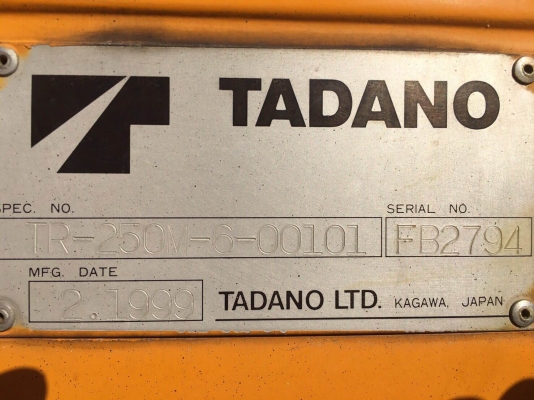 TADANO
SPEC. NO.
SERIAL NO.
TR-250M-6-00101
FB2794
MFG. DATE
2.1999
TADANO LTD. KAGAWA, JAPAN